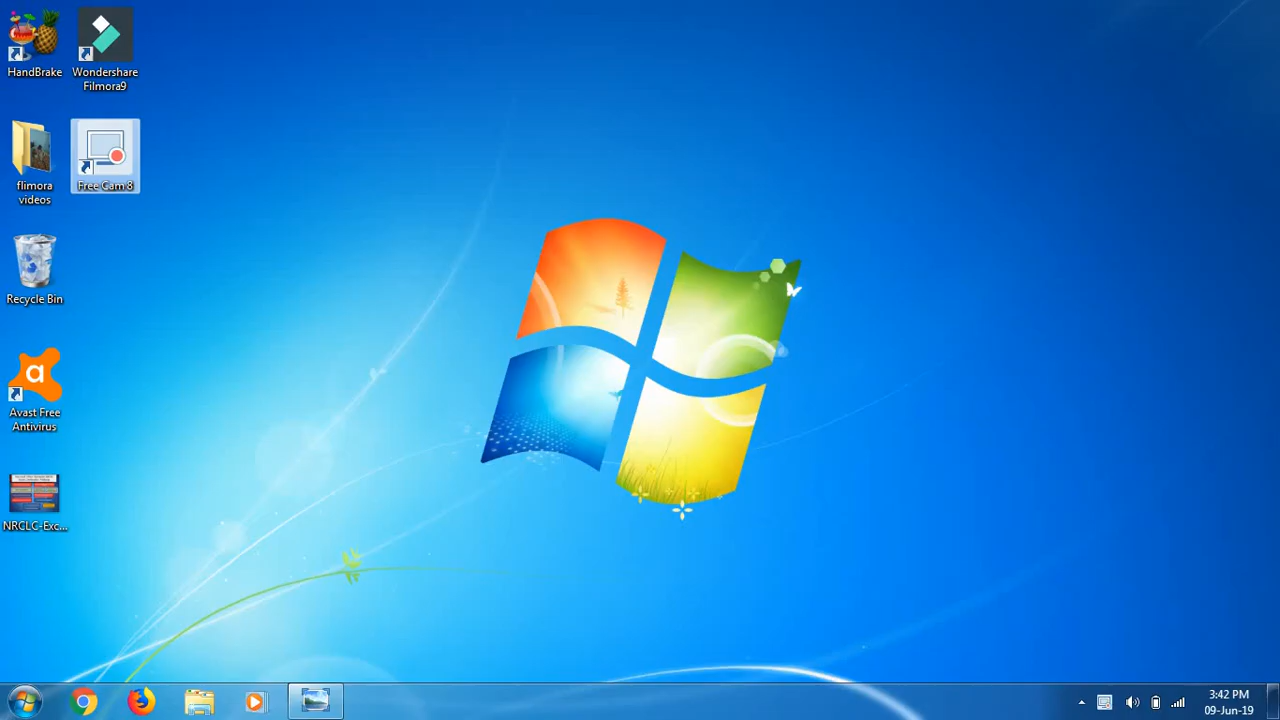 HandBrake
Wondershare
Filmora9
flimora
videos
Free Cam 8
Recycle Bin
Avast Free
Antivirus
NRCLC-Exc...
3:42 PM
09-Jun-19